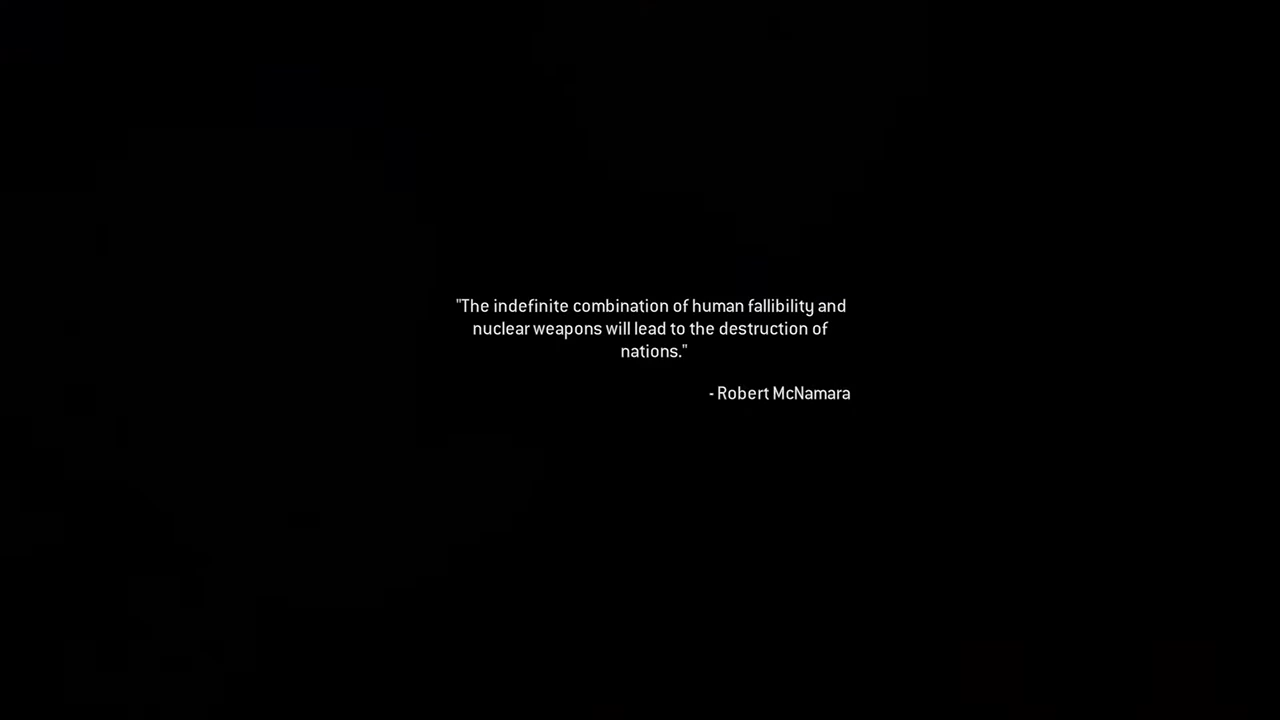 "The indefinite combination of human fallibility and
nuclear weapons will lead to the destruction of
nations."
- Robert McNamara